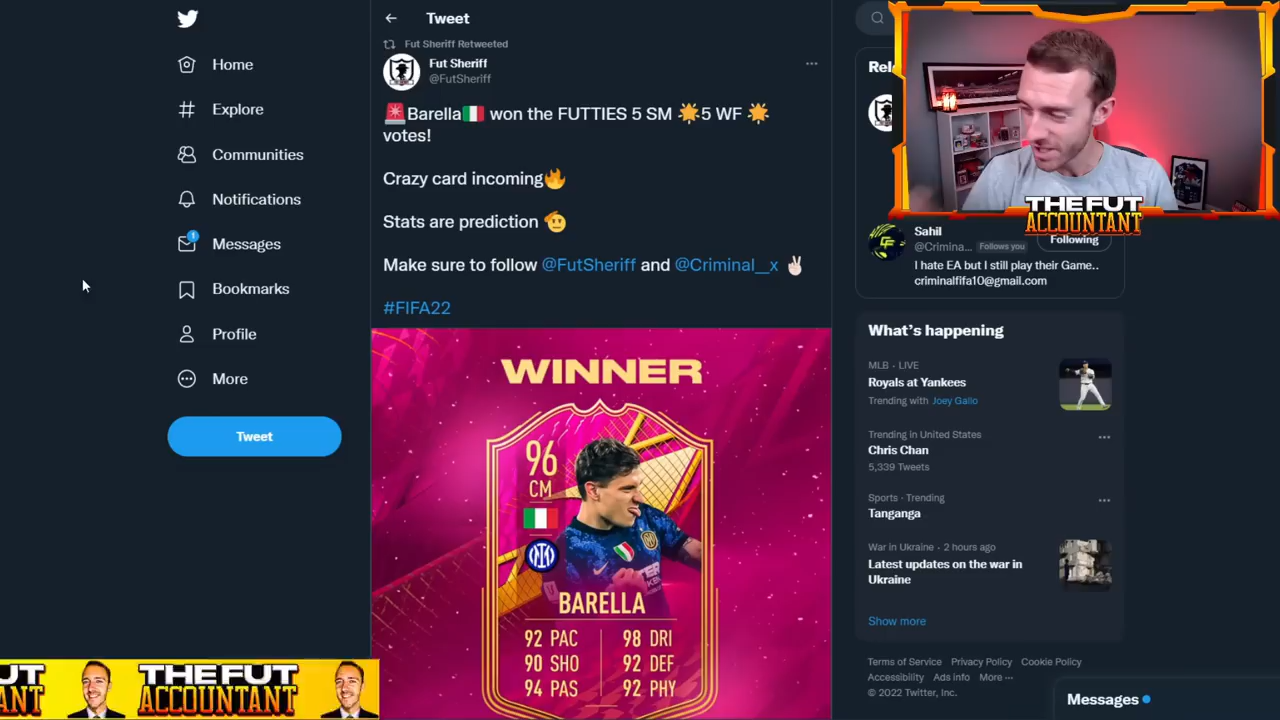 Home
Explore
Communities
Notifications
1
Messages
Bookmarks
Profile
More
Tweet
Tweet
Fut Sheriff Retweeted
Fut Sheriff
@FutSheriff
🚨Barella🇮🇹 won the FUTTIES 5 SM 🌟5 WF 🌟
votes!
Crazy card incoming🔥
Stats are prediction 🫡
Make sure to follow @FutSheriff and @Criminal__x ✌🏻
#FIFA22
WINNER
96
CM
BARELLA
92 PAC
98 DRI
90 SHO
92 DEF
94 PAS
92 PHY
THE FUT
ACCOUNTANT
Sahil
@Crimina... Follows you
Following
I hate EA but I still play their Game..
criminalfifa10@gmail.com
What's happening
MLB · LIVE
Royals at Yankees
Trending with Joey Gallo
Trending in United States
Chris Chan
5,339 Tweets
Sports · Trending
Tanganga
War in Ukraine · 2 hours ago
Latest updates on the war in
Ukraine
Show more
Terms of Service Privacy Policy Cookie Policy
Accessibility Ads info More ···
© 2022 Twitter, Inc.
Messages
THE FUT
ACCOUNTANT